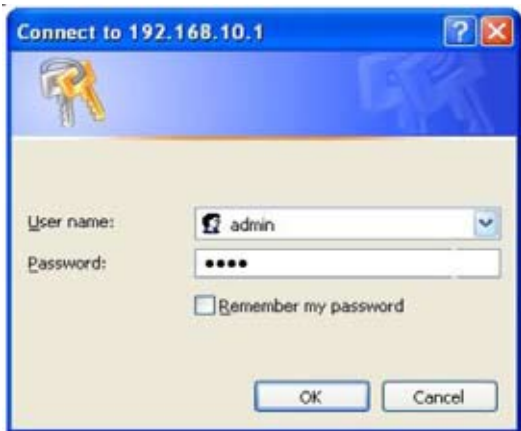 Connect to 192.168.10.1
User name:
admin
Password:
••••
Remember my password
OK
Cancel